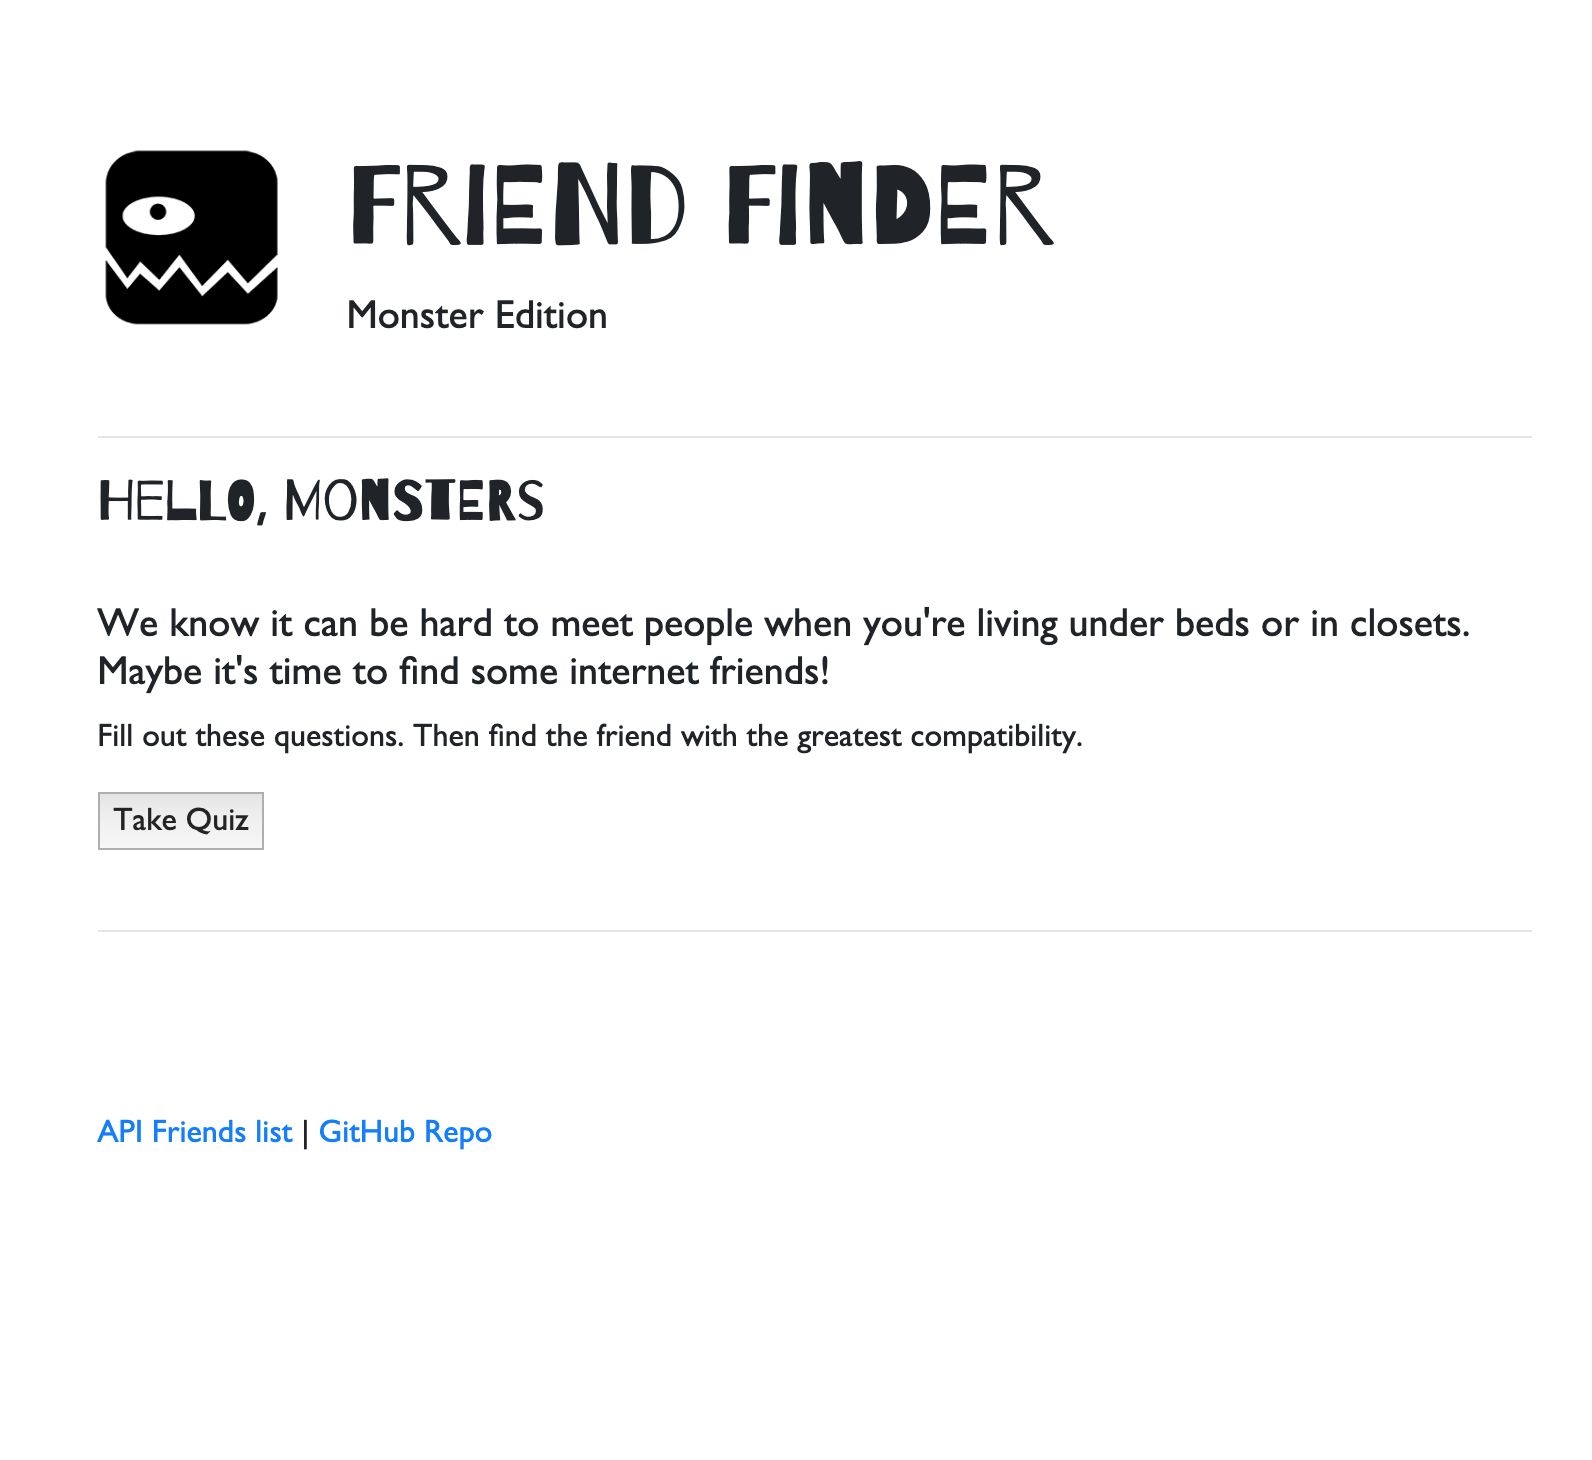 FRIEND FINDER
Monster Edition
HELLO, MONSTERS
We know it can be hard to meet people when you're living under beds or in closets.
Maybe it's time to find some internet friends!
Fill out these questions. Then find the friend with the greatest compatibility.
Take Quiz
API Friends list | GitHub Repo